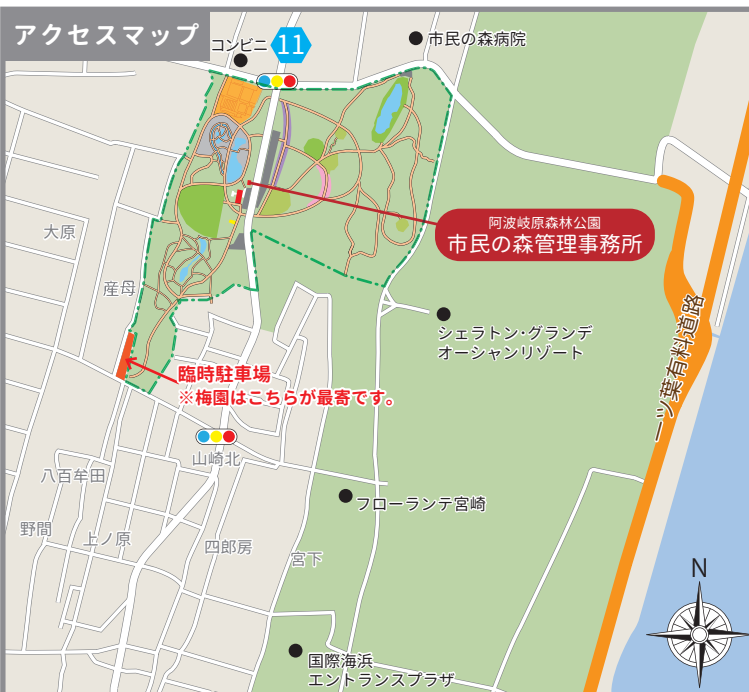 アクセスマップ
コンビニ
11
市民の森病院
大原
阿波岐原森林公園
市民の森管理事務所
産母
シェラトン・グランデ
オーシャンリゾート
一ツ葉有料道路
臨時駐車場
※梅園はこちらが最寄です。
山崎北
八百牟田
フローランテ宮崎
野間
上ノ原
四郎房
宮下
N
国際海浜
エントランスプラザ